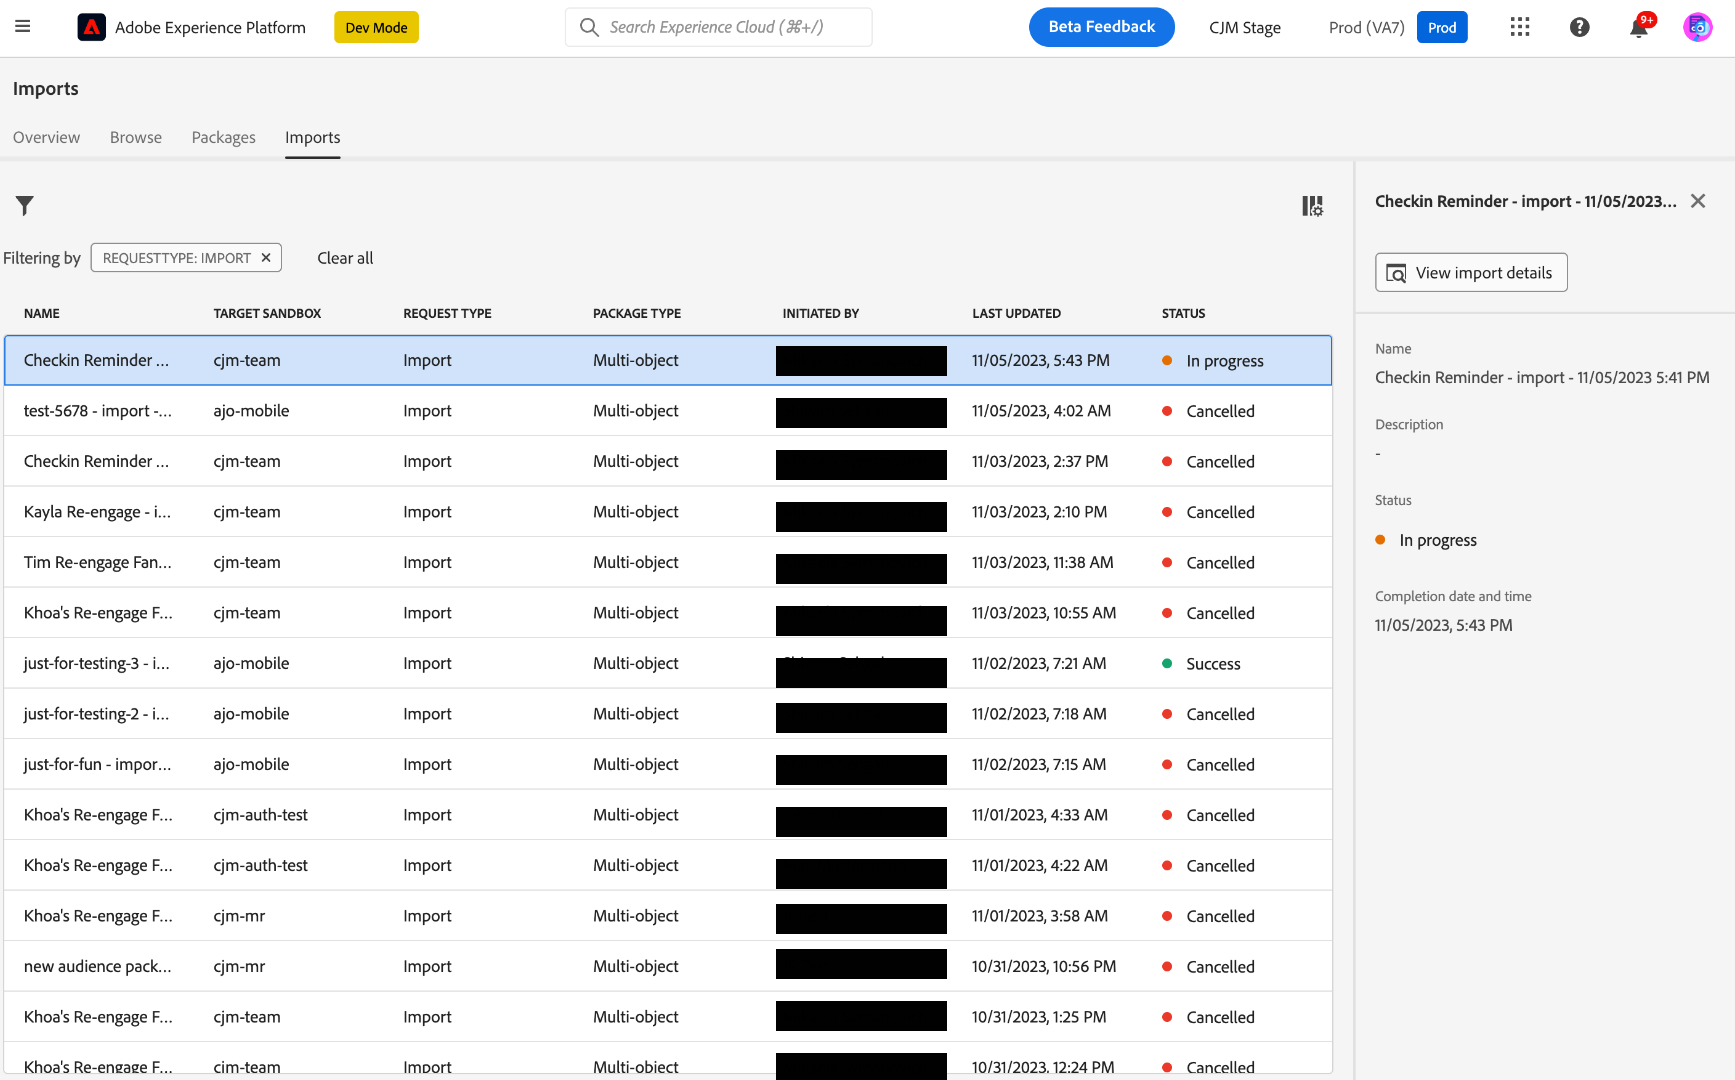 Adobe Experience Platform Dev Mode Search Experience Cloud (⌘+/) Beta Feedback CJM Stage Prod (VA7) Prod 9+
Imports
Overview Browse Packages Imports
Filtering by REQUESTTYPE: IMPORT ✕ Clear all
NAME TARGET SANDBOX REQUEST TYPE PACKAGE TYPE INITIATED BY LAST UPDATED STATUS
Checkin Reminder ... cjm-team Import Multi-object 11/05/2023, 5:43 PM In progress
test-5678 - import -... ajo-mobile Import Multi-object 11/05/2023, 4:02 AM Cancelled
Checkin Reminder ... cjm-team Import Multi-object 11/03/2023, 2:37 PM Cancelled
Kayla Re-engage - i... cjm-team Import Multi-object 11/03/2023, 2:10 PM Cancelled
Tim Re-engage Fan... cjm-team Import Multi-object 11/03/2023, 11:38 AM Cancelled
Khoa's Re-engage F... cjm-team Import Multi-object 11/03/2023, 10:55 AM Cancelled
just-for-testing-3 - i... ajo-mobile Import Multi-object 11/02/2023, 7:21 AM Success
just-for-testing-2 - i... ajo-mobile Import Multi-object 11/02/2023, 7:18 AM Cancelled
just-for-fun - impor... ajo-mobile Import Multi-object 11/02/2023, 7:15 AM Cancelled
Khoa's Re-engage F... cjm-auth-test Import Multi-object 11/01/2023, 4:33 AM Cancelled
Khoa's Re-engage F... cjm-auth-test Import Multi-object 11/01/2023, 4:22 AM Cancelled
Khoa's Re-engage F... cjm-mr Import Multi-object 11/01/2023, 3:58 AM Cancelled
new audience pack... cjm-mr Import Multi-object 10/31/2023, 10:56 PM Cancelled
Khoa's Re-engage F... cjm-team Import Multi-object 10/31/2023, 1:25 PM Cancelled
Khoa's Re-engage F... cjm-team Import Multi-object 10/31/2023, 12:24 PM Cancelled
Checkin Reminder - import - 11/05/2023...
View import details
Name
Checkin Reminder - import - 11/05/2023 5:41 PM
Description
-
Status
In progress
Completion date and time
11/05/2023, 5:43 PM